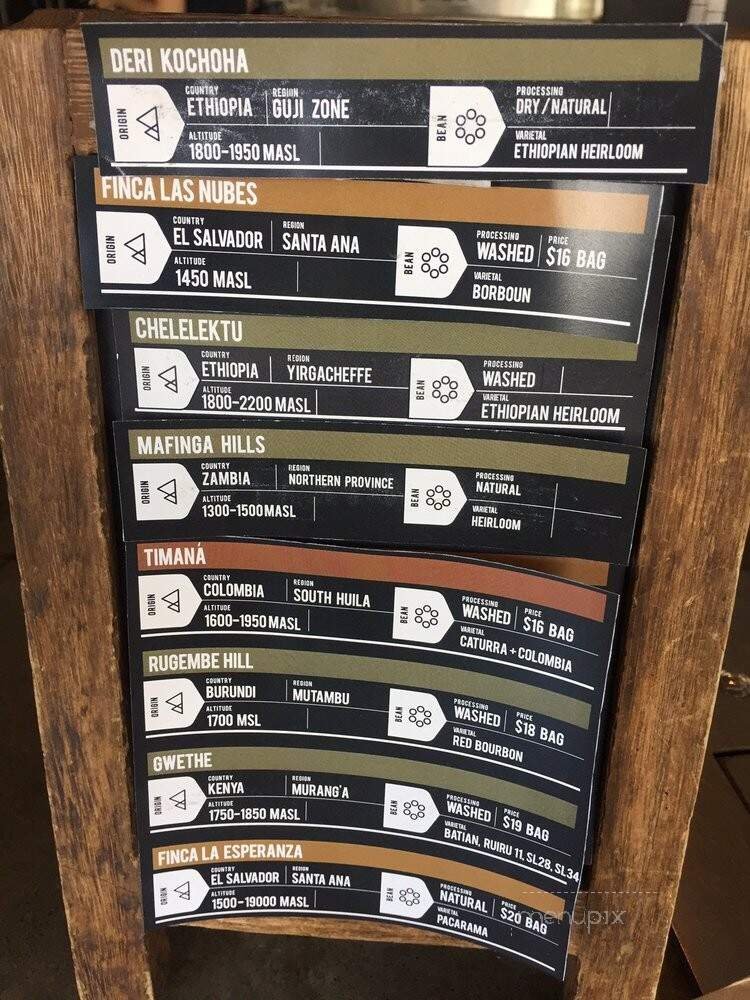 DERI KOCHOHA
ORIGIN
COUNTRY REGION
ETHIOPIA GUJI ZONE
ALTITUDE
1800-1950 MASL
BEAN
PROCESSING
DRY/NATURAL
VARIETAL
ETHIOPIAN HEIRLOOM
FINCA LAS NUBES
ORIGIN
COUNTRY REGION
EL SALVADOR SANTA ANA
ALTITUDE
1450 MASL
BEAN
PROCESSING PRICE
WASHED $16 BAG
VARIETAL
BORBOUN
CHELELEKTU
ORIGIN
COUNTRY REGION
ETHIOPIA YIRGACHEFFE
ALTITUDE
1800-2200 MASL
BEAN
PROCESSING
WASHED
VARIETAL
ETHIOPIAN HEIRLOOM
MAFINGA HILLS
ORIGIN
COUNTRY REGION
ZAMBIA NORTHERN PROVINCE
ALTITUDE
1300-1500MASL
BEAN
PROCESSING
NATURAL
VARIETAL
HEIRLOOM
TIMANÁ
ORIGIN
COUNTRY REGION
COLOMBIA SOUTH HUILA
ALTITUDE
1600-1950 MASL
BEAN
PROCESSING PRICE
WASHED $16 BAG
VARIETAL
CATURRA + COLOMBIA
RUGEMBE HILL
ORIGIN
COUNTRY REGION
BURUNDI MUTAMBU
ALTITUDE
1700 MSL
BEAN
PROCESSING PRICE
WASHED $18 BAG
VARIETAL
RED BOURBON
GWETHE
ORIGIN
COUNTRY REGION
KENYA MURANG'A
ALTITUDE
1750-1850 MASL
BEAN
PROCESSING PRICE
WASHED $19 BAG
VARIETAL
BATIAN, RUIRU 11, SL28, SL34
FINCA LA ESPERANZA
ORIGIN
COUNTRY REGION
EL SALVADOR SANTA ANA
ALTITUDE
1500-19000 MASL
BEAN
PROCESSING PRICE
NATURAL $20 BAG
VARIETAL
PACARAMA
menupix